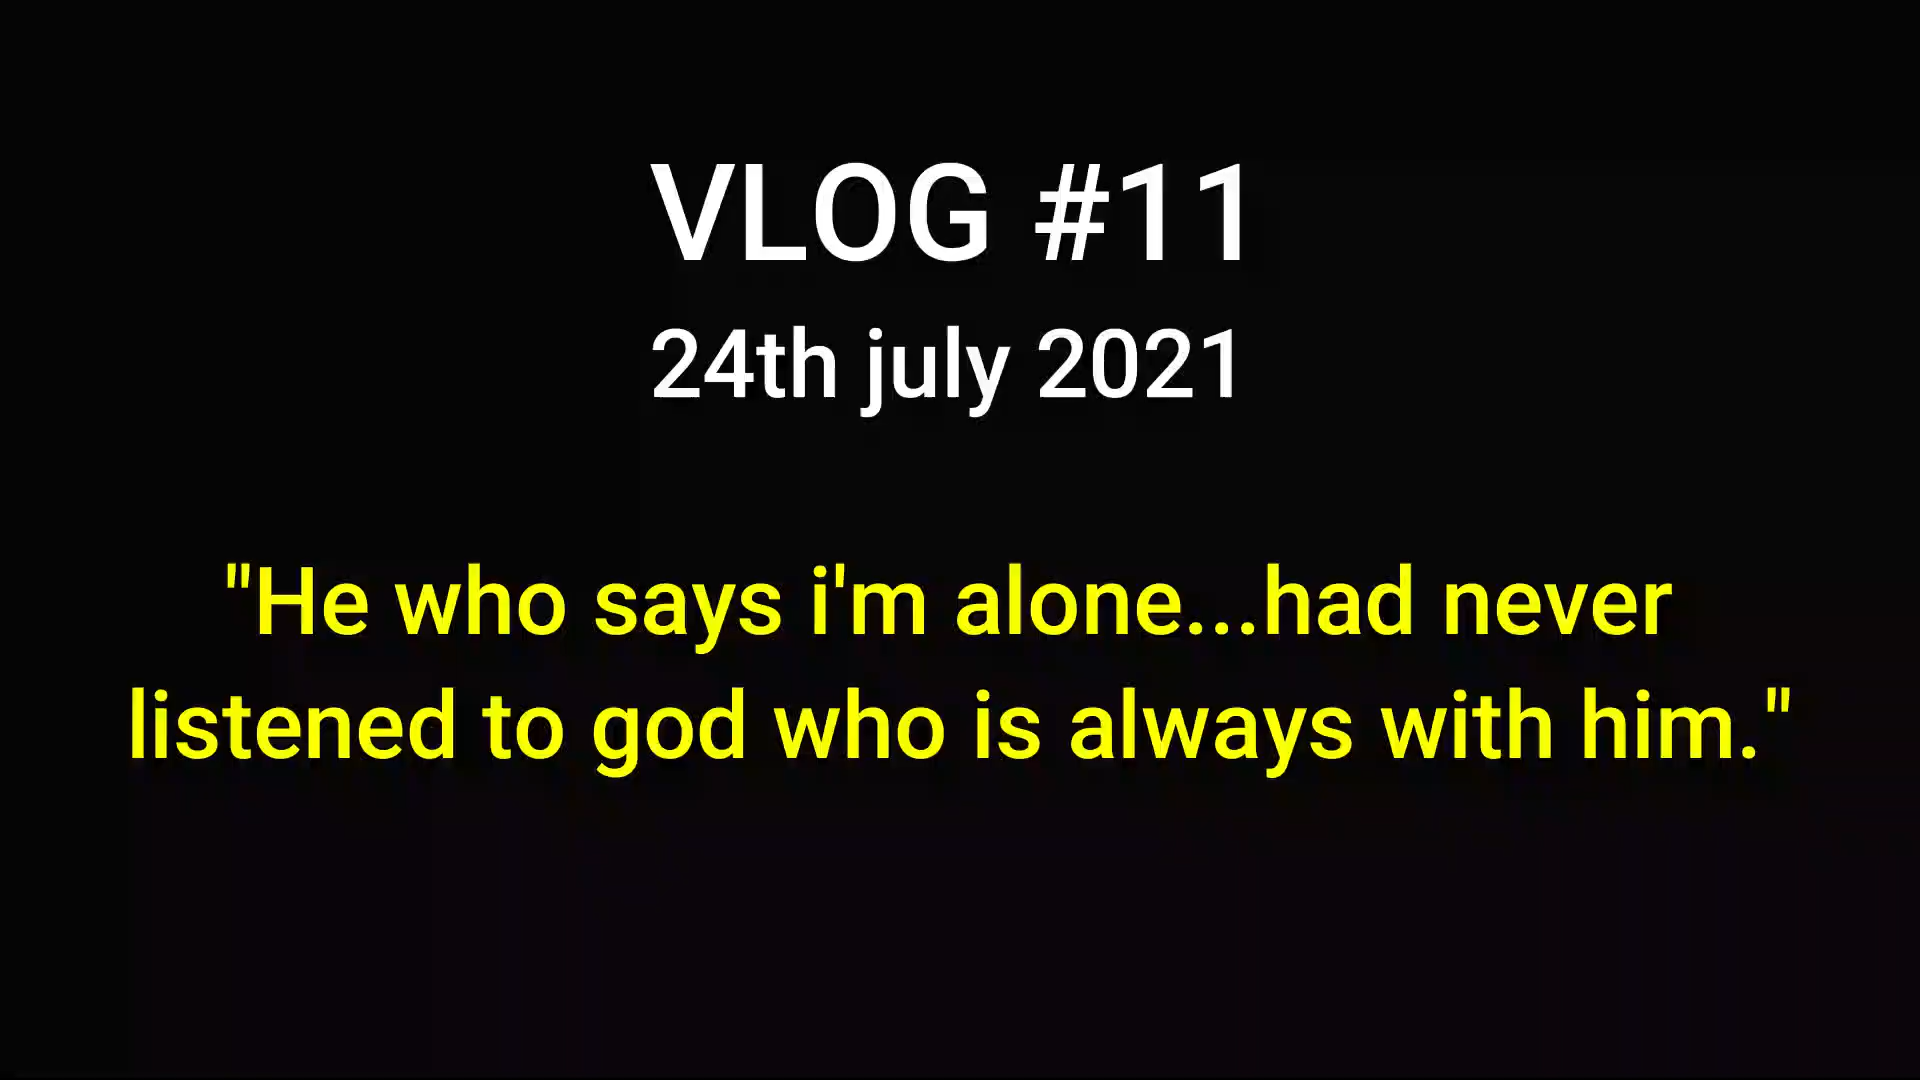 VLOG #11
24th july 2021
"He who says i'm alone...had never
listened to god who is always with him."